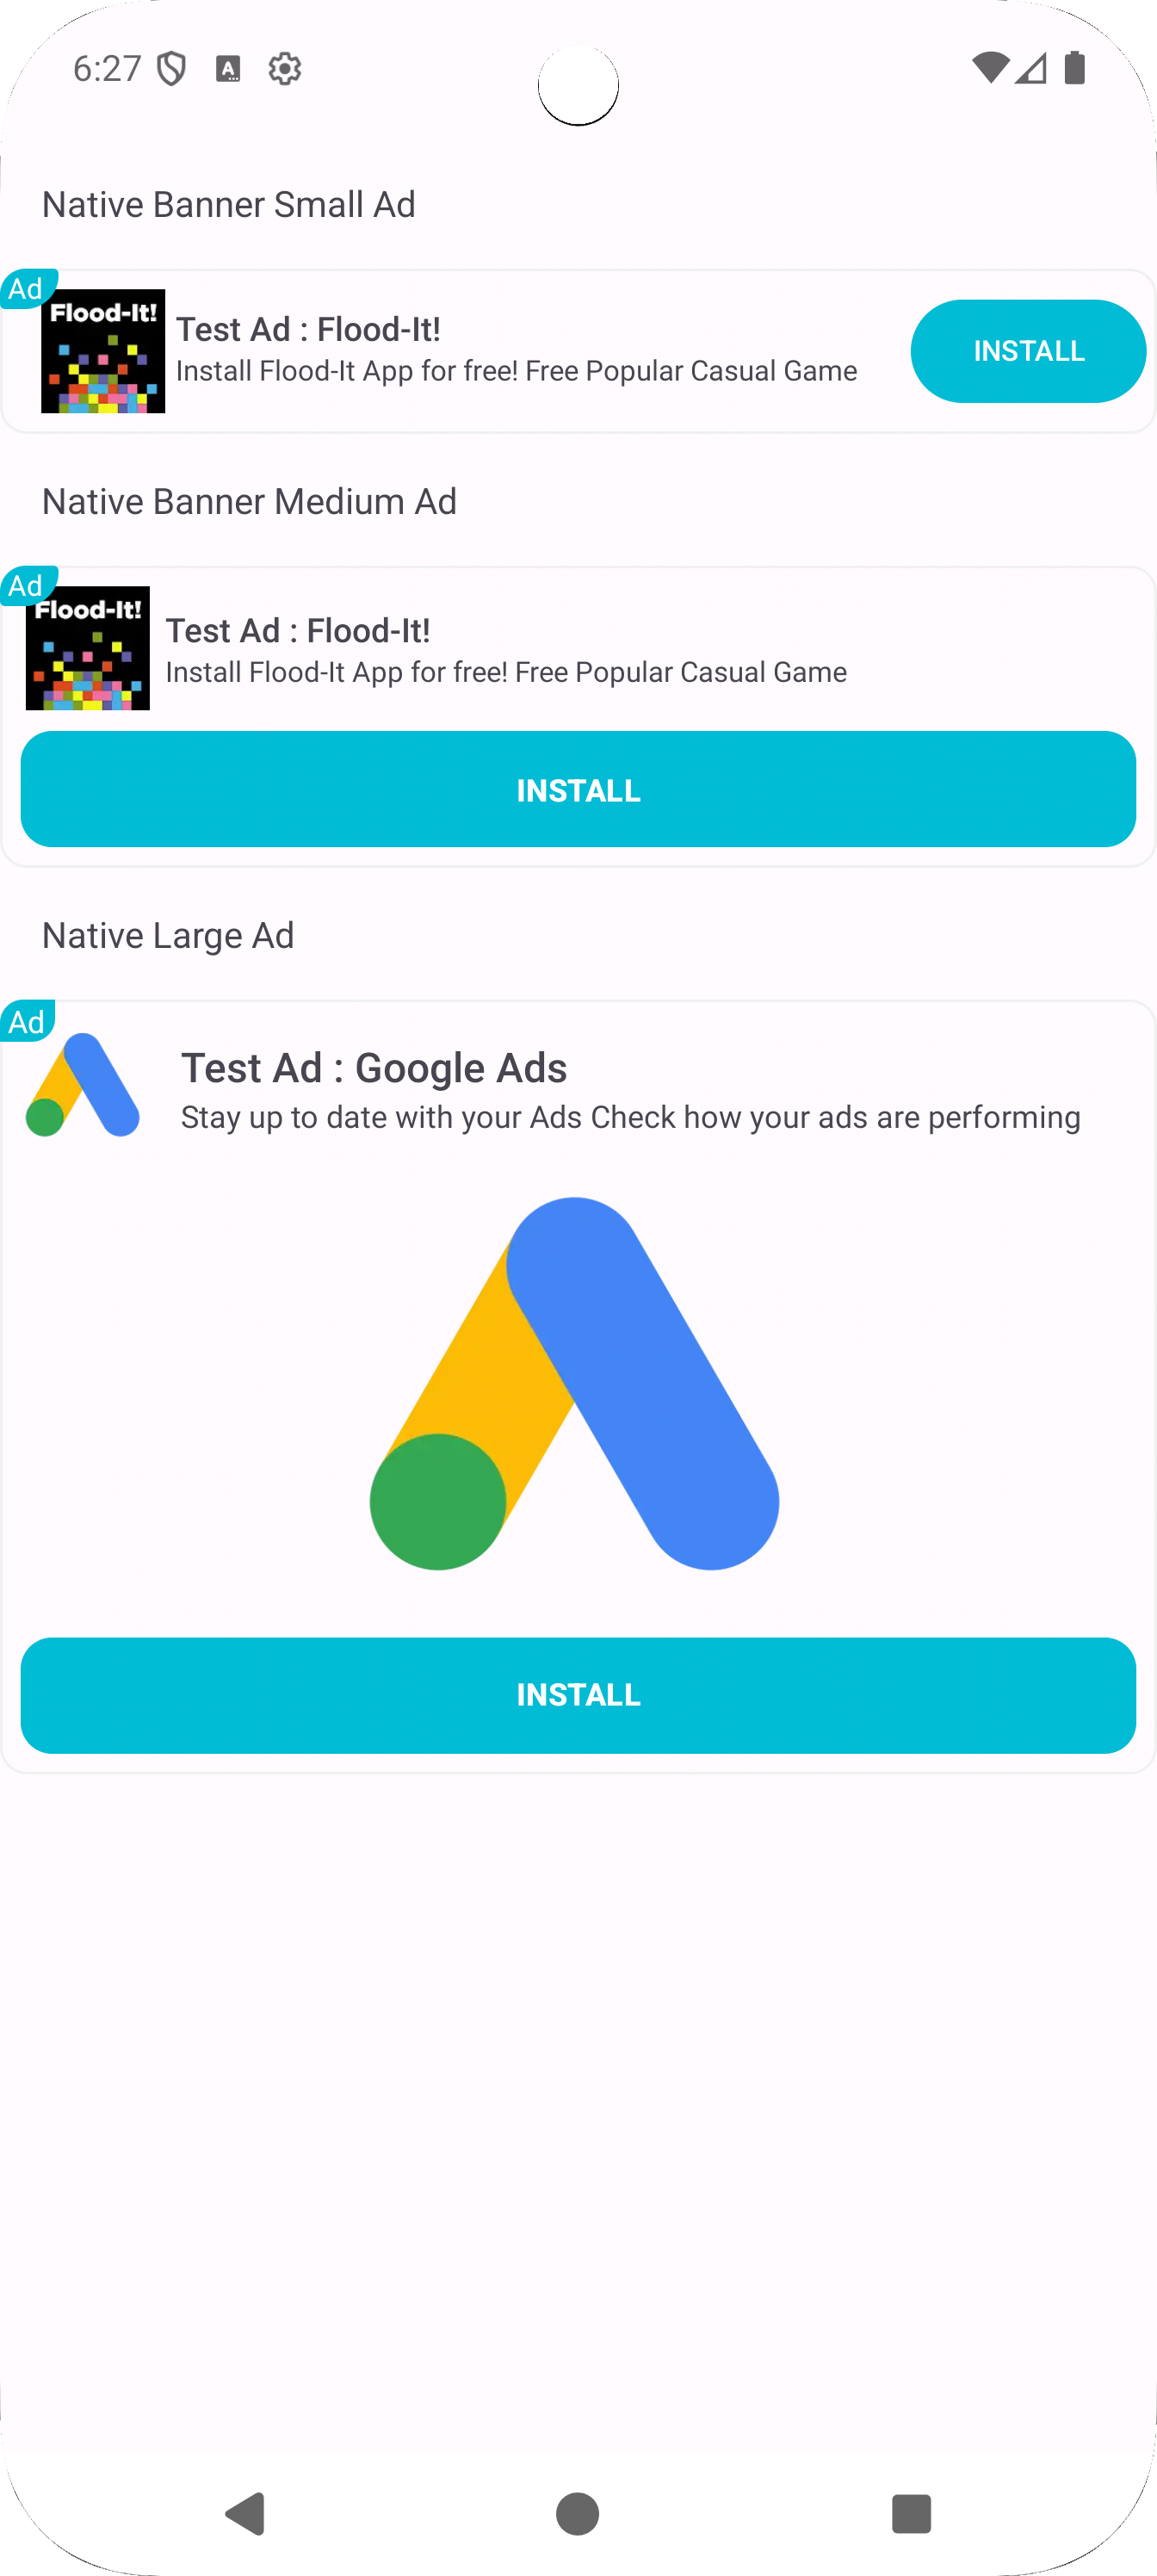 6:27
Native Banner Small Ad
Ad
Flood-It!
Test Ad : Flood-It!
Install Flood-It App for free! Free Popular Casual Game
INSTALL
Native Banner Medium Ad
Ad
Flood-It!
Test Ad : Flood-It!
Install Flood-It App for free! Free Popular Casual Game
INSTALL
Native Large Ad
Ad
Test Ad : Google Ads
Stay up to date with your Ads Check how your ads are performing
INSTALL